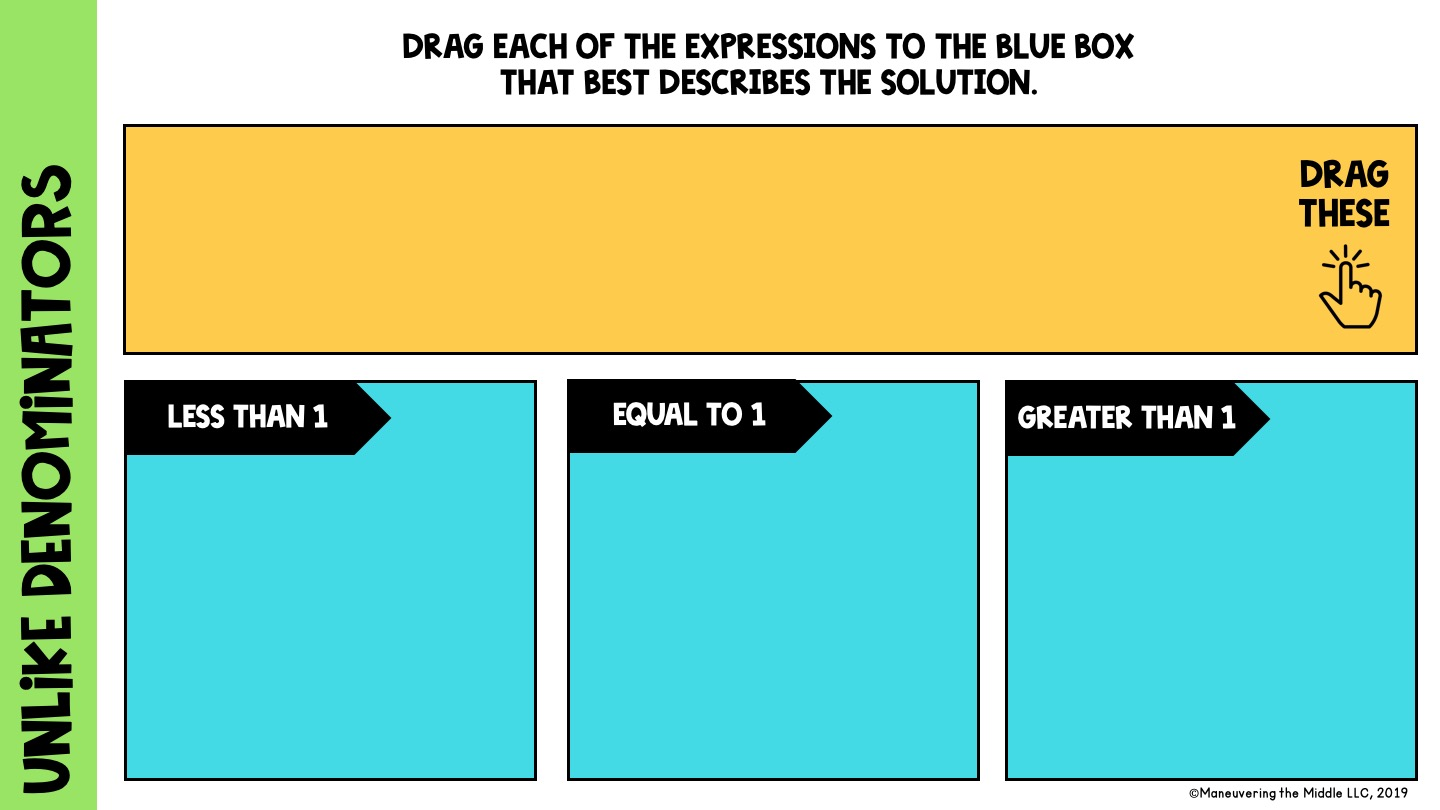 UNLIKE DENOMINATORS
DRAG EACH OF THE EXPRESSIONS TO THE BLUE BOX
THAT BEST DESCRIBES THE SOLUTION.
DRAG
THESE
LESS THAN 1
EQUAL TO 1
GREATER THAN 1
©Maneuvering the Middle LLC, 2019